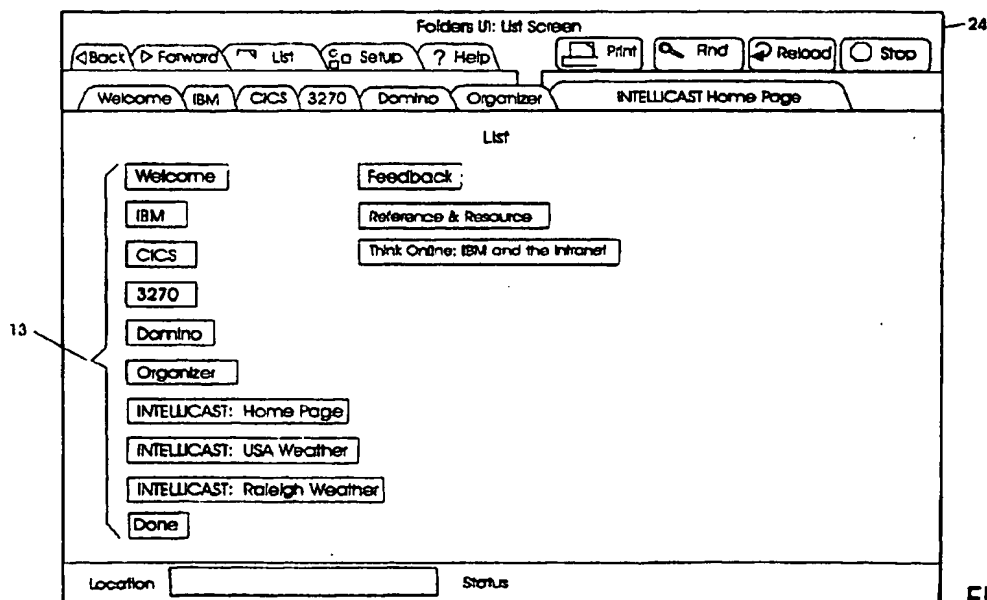 Folders UI: List Screen
24
Back Forward List Setup ? Help Print Find Reload Stop
Welcome IBM CICS 3270 Domino Organizer INTELLICAST Home Page
List
Welcome Feedback
IBM Reference & Resource
CICS Think Online: IBM and the Intranet
3270
13
Domino
Organizer
INTELLICAST: Home Page
INTELLICAST: USA Weather
INTELLICAST: Raleigh Weather
Done
Location Status